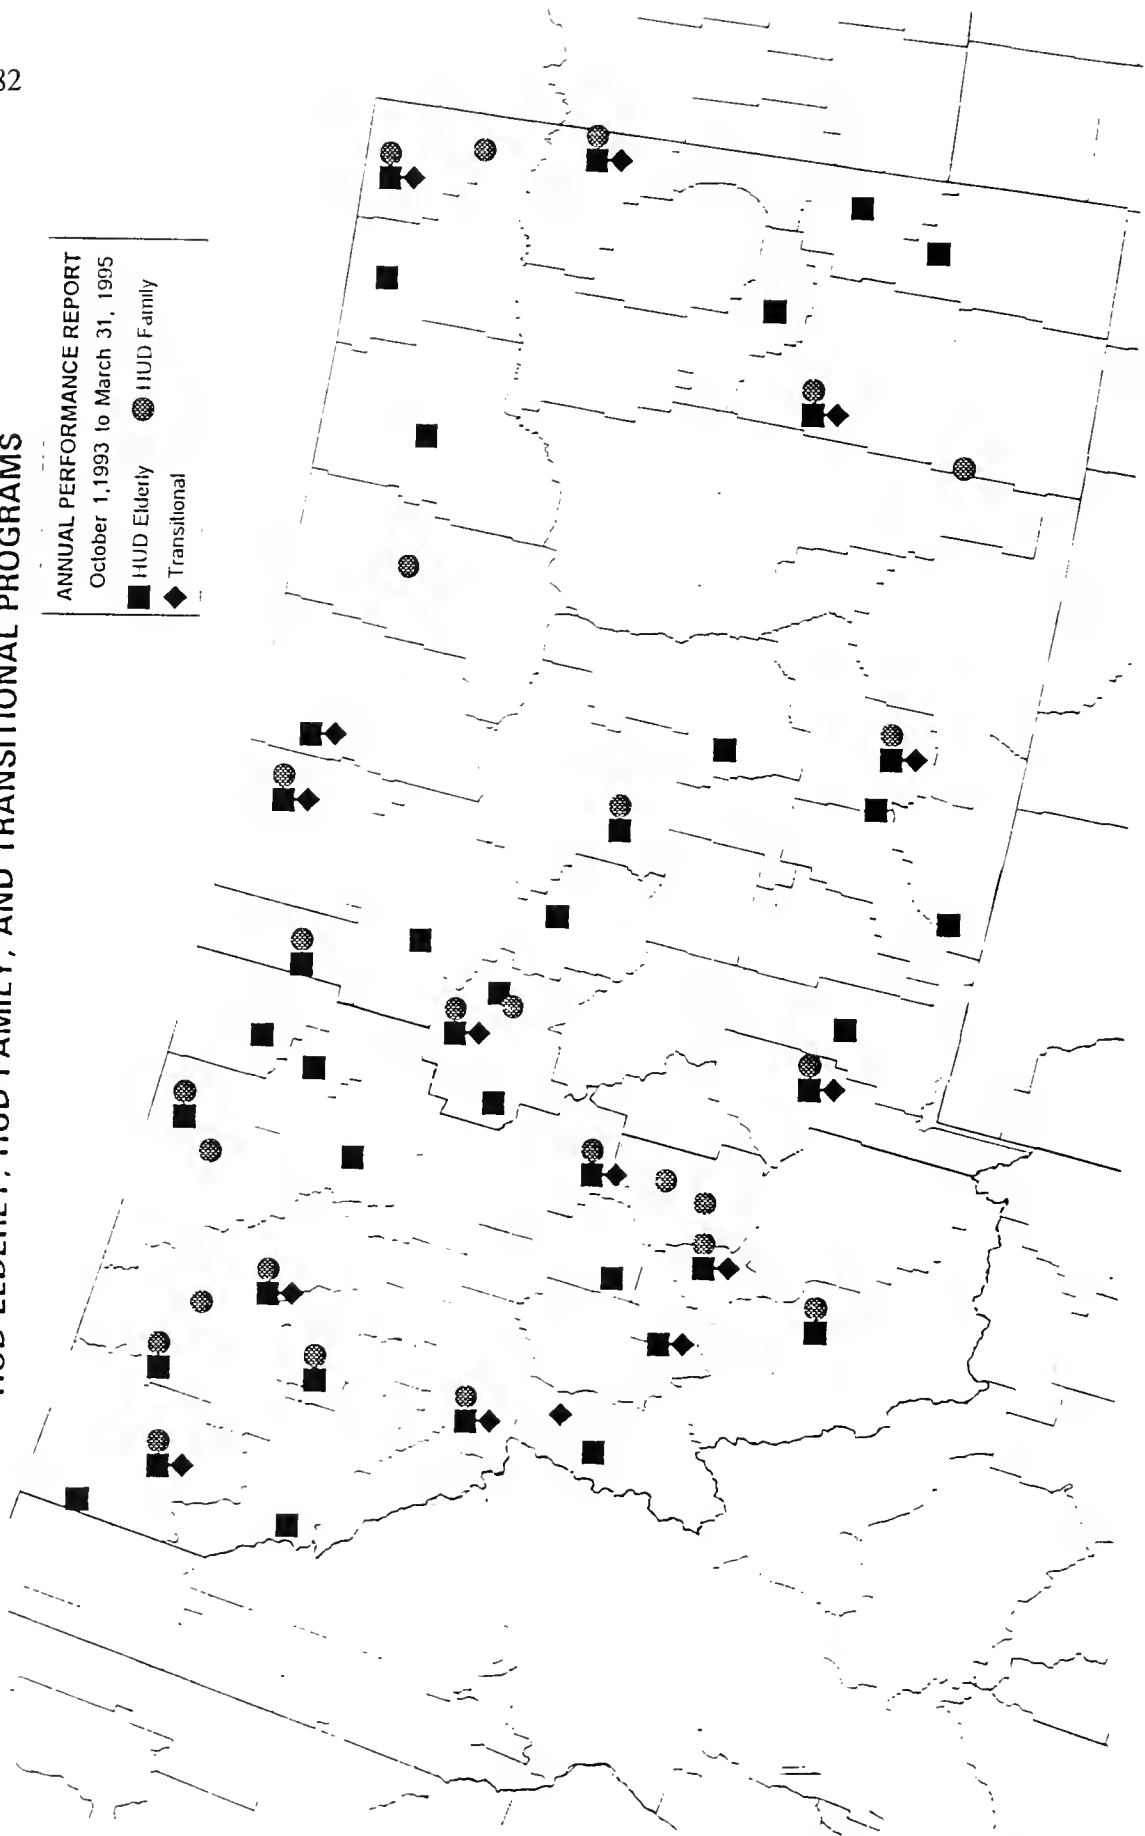 82
HUD ELDERLY, HUD FAMILY, AND TRANSITIONAL PROGRAMS
ANNUAL PERFORMANCE REPORT
October 1,1993 to March 31, 1995
HUD Elderly HUD Family
Transitional